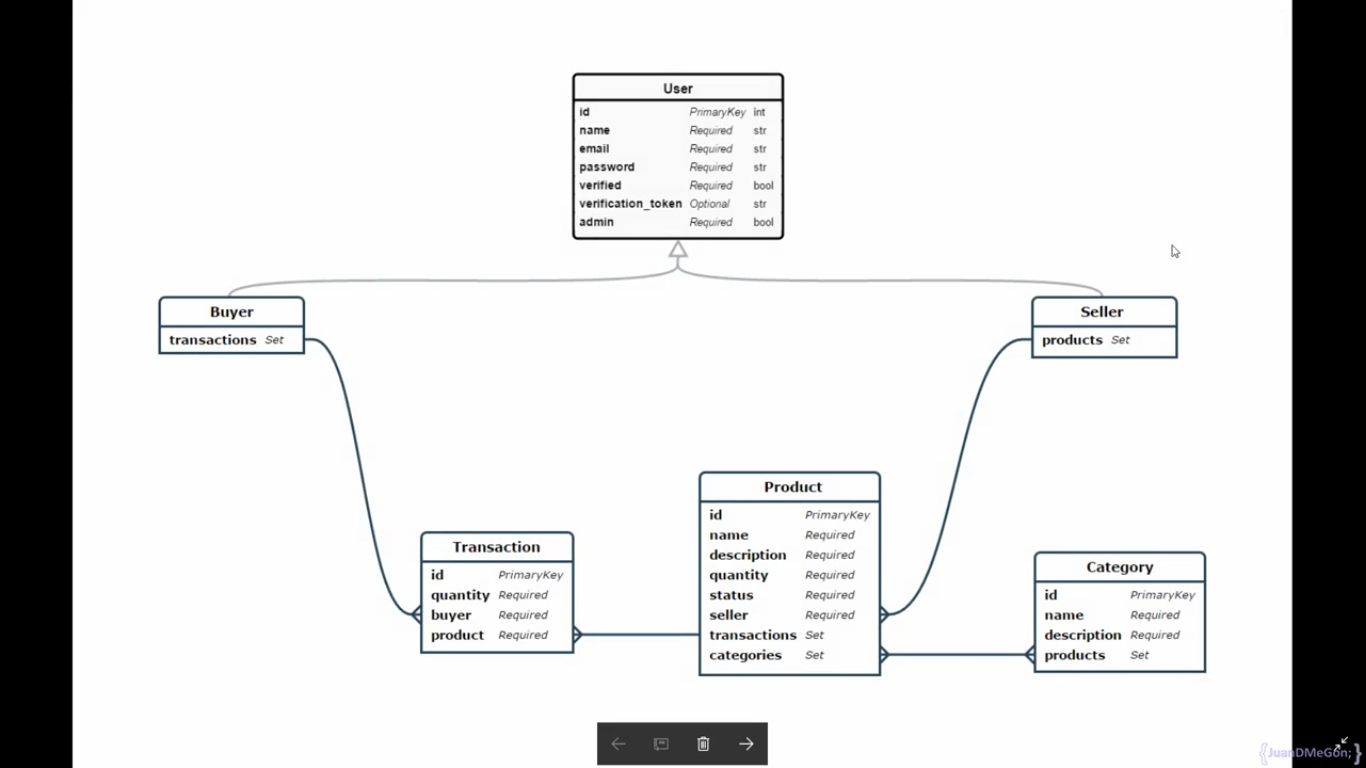 User
id PrimaryKey int
name Required str
email Required str
password Required str
verified Required bool
verification_token Optional str
admin Required bool
Buyer
transactions Set
Seller
products Set
Transaction
id PrimaryKey
quantity Required
buyer Required
product Required
Product
id PrimaryKey
name Required
description Required
quantity Required
status Required
seller Required
transactions Set
categories Set
Category
id PrimaryKey
name Required
description Required
products Set
{JuanDMeGon;}